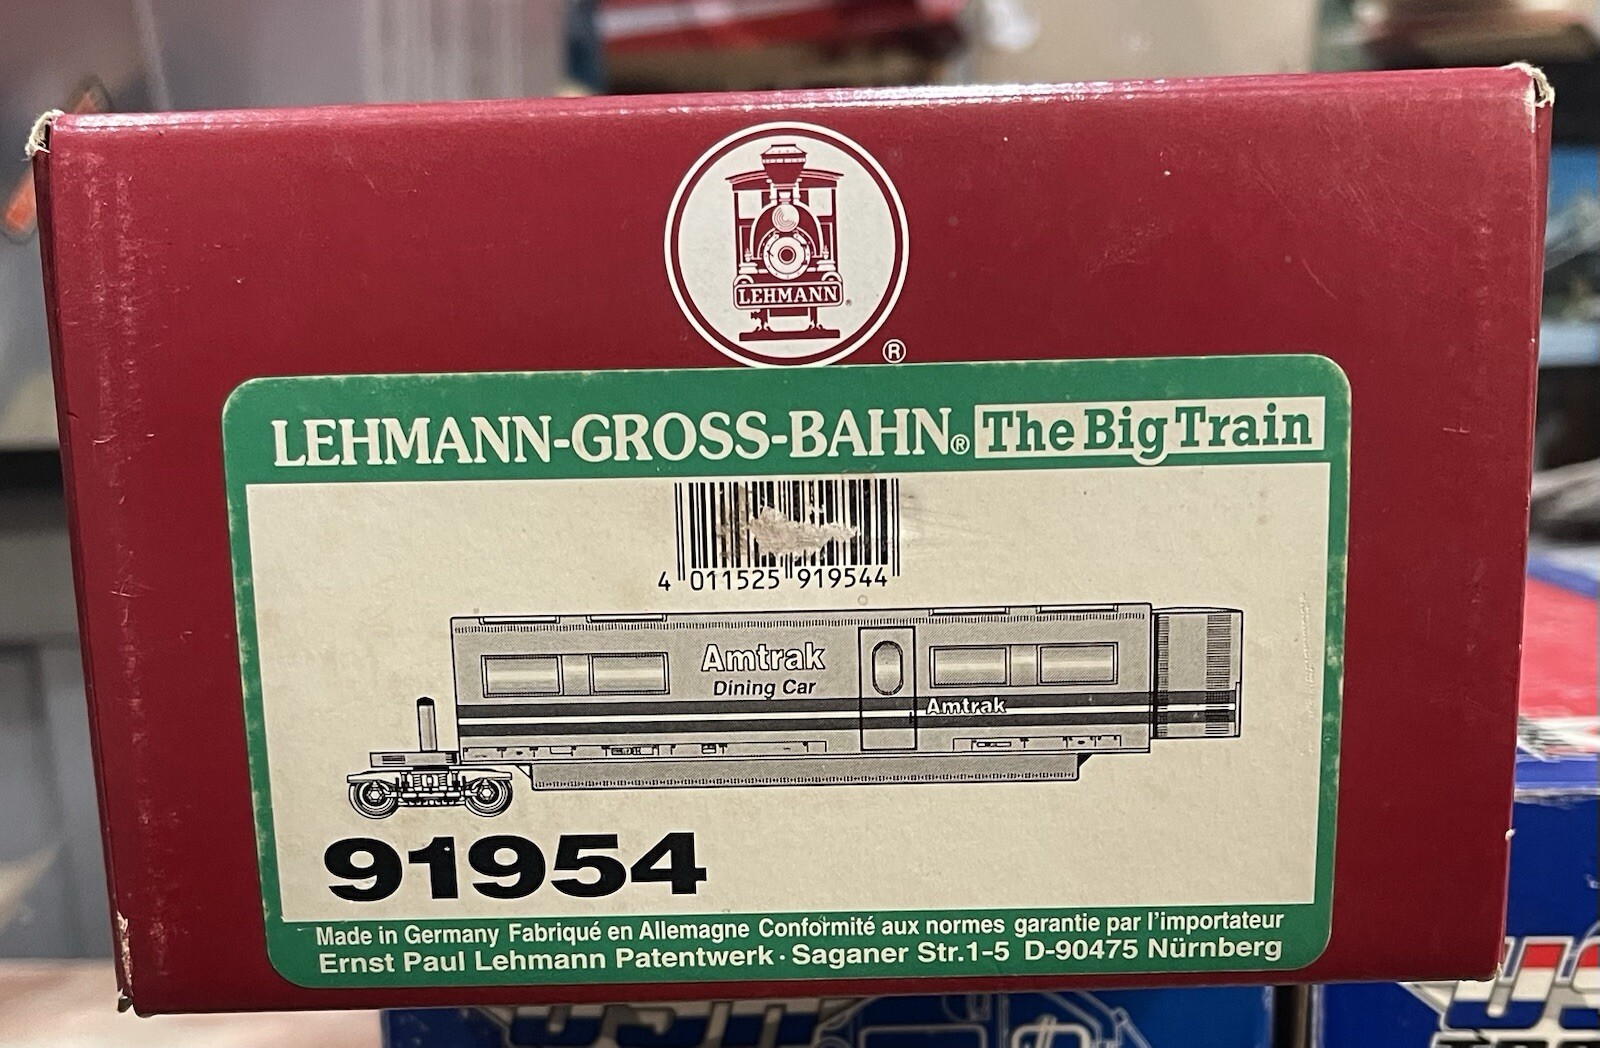 LEHMANN
®
LEHMANN-GROSS-BAHN® The Big Train
4 011525 919544
Amtrak
Dining Car
Amtrak
91954
Made in Germany Fabriqué en Allemagne Conformité aux normes garantie par l'importateur
Ernst Paul Lehmann Patentwerk · Saganer Str.1-5 D-90475 Nürnberg